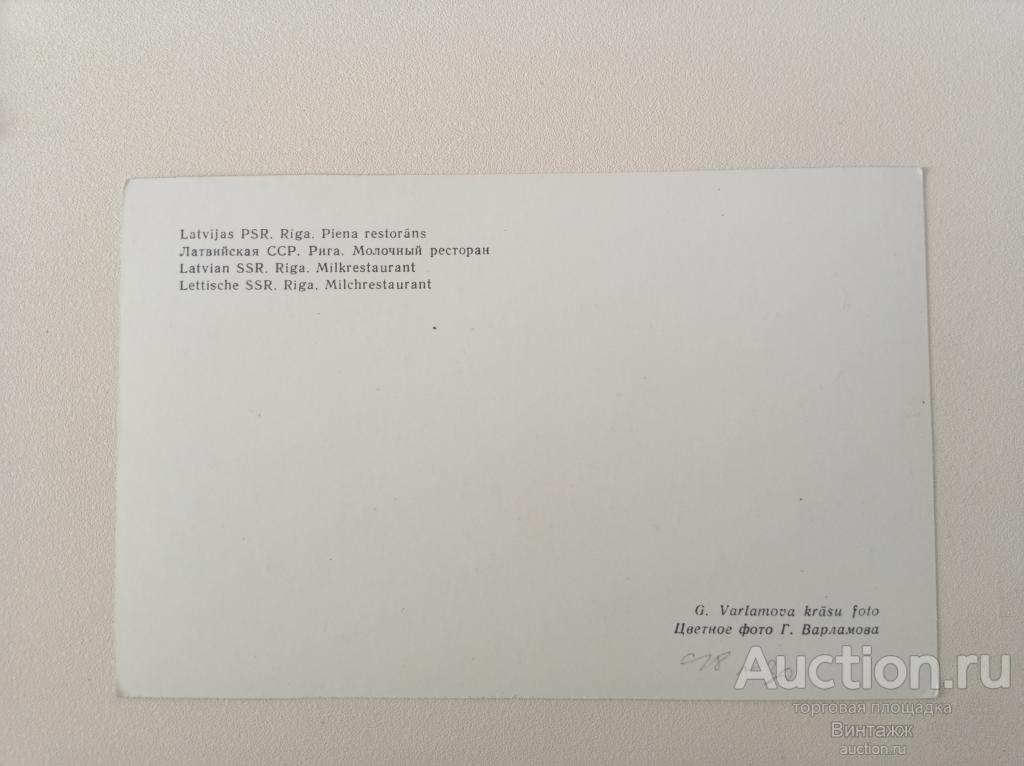 Latvijas PSR. Rīga. Piena restorāns
Латвийская ССР. Рига. Молочный ресторан
Latvian SSR. Riga. Milkrestaurant
Lettische SSR. Riga. Milchrestaurant
G. Varlamova krāsu foto
Цветное фото Г. Варламова
Auction.ru
торговая площадка
Винтажж
auction.ru